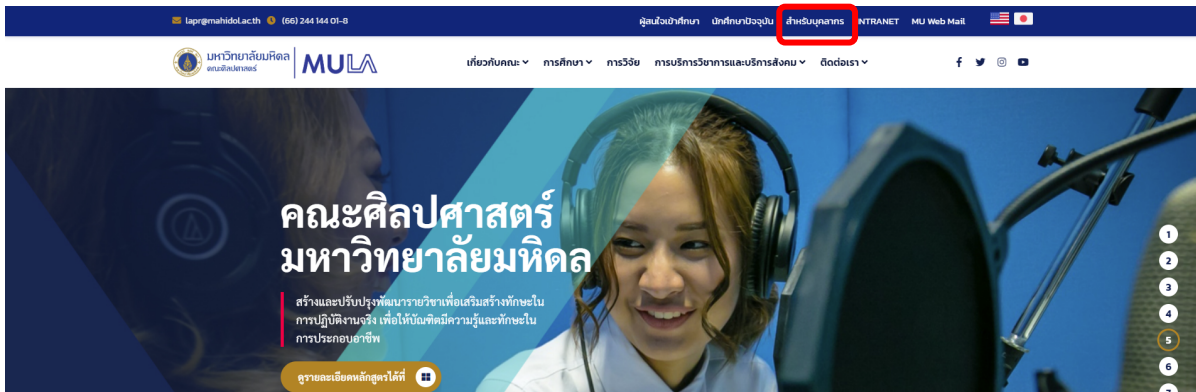 lapr@mahidol.ac.th (66) 244 144 01-8
ผู้สนใจเข้าศึกษา นักศึกษาปัจจุบัน สำหรับบุคลากร INTRANET MU Web Mail
มหาวิทยาลัยมหิดล
คณะศิลปศาสตร์
MULA
เกี่ยวกับคณะ การศึกษา การวิจัย การบริการวิชาการและบริการสังคม ติดต่อเรา
คณะศิลปศาสตร์
มหาวิทยาลัยมหิดล
สร้างและปรับปรุงพัฒนารายวิชาเพื่อเสริมสร้างทักษะใน
การปฏิบัติงานจริง เพื่อให้บัณฑิตมีความรู้และทักษะใน
การประกอบอาชีพ
ดูรายละเอียดหลักสูตรได้ที่
1
2
3
4
5
6